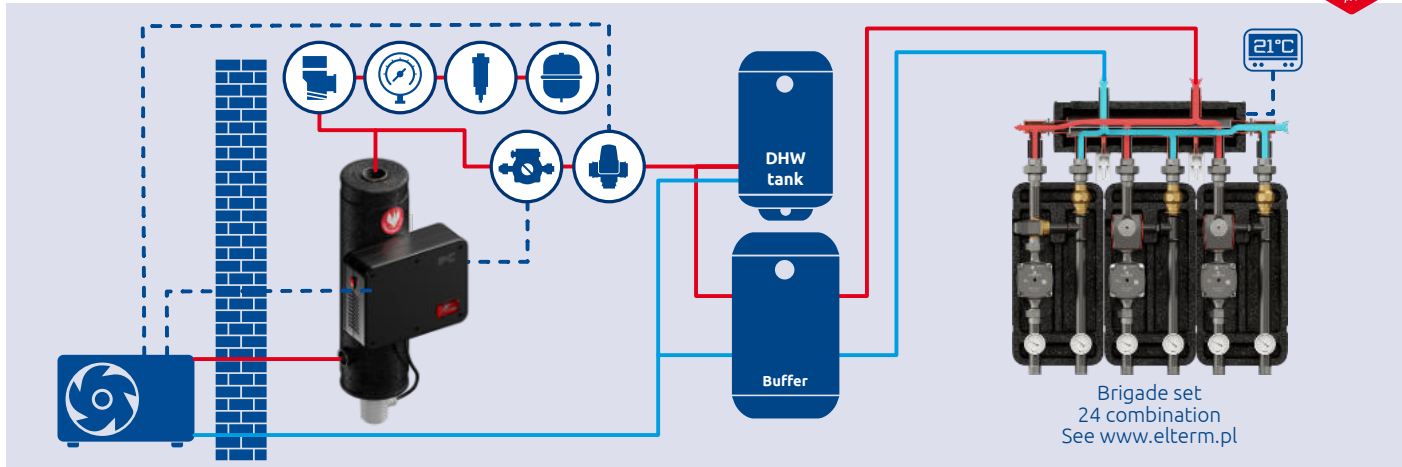 21°C
DHW
tank
Buffer
Brigade set
24 combination
See www.elterm.pl